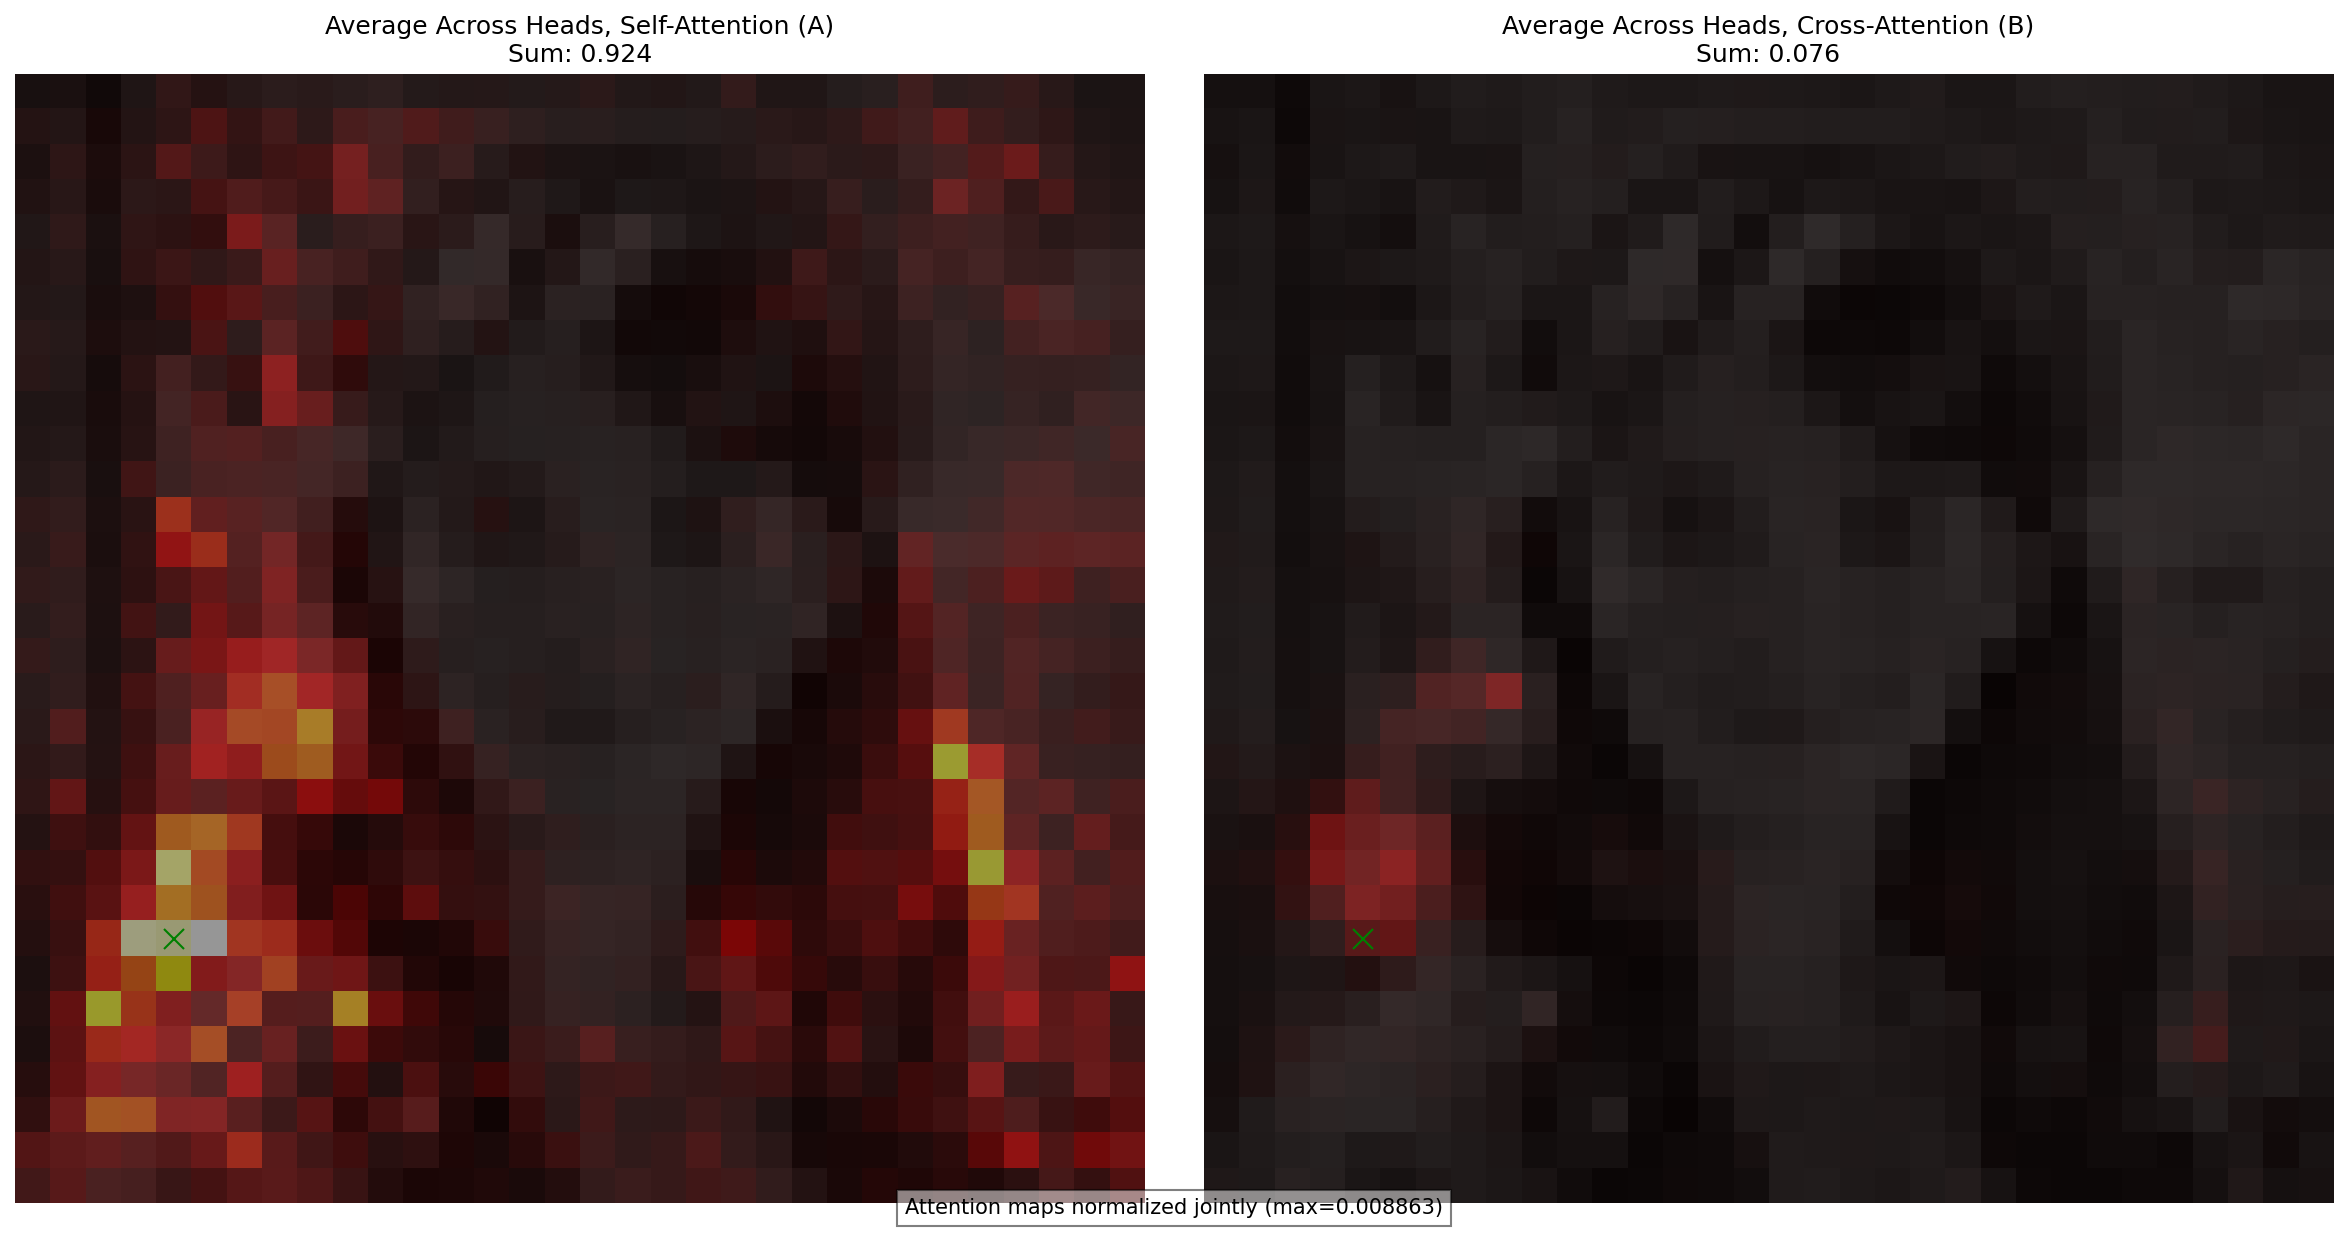 Average Across Heads, Self-Attention (A)
Sum: 0.924
Average Across Heads, Cross-Attention (B)
Sum: 0.076
Attention maps normalized jointly (max=0.008863)